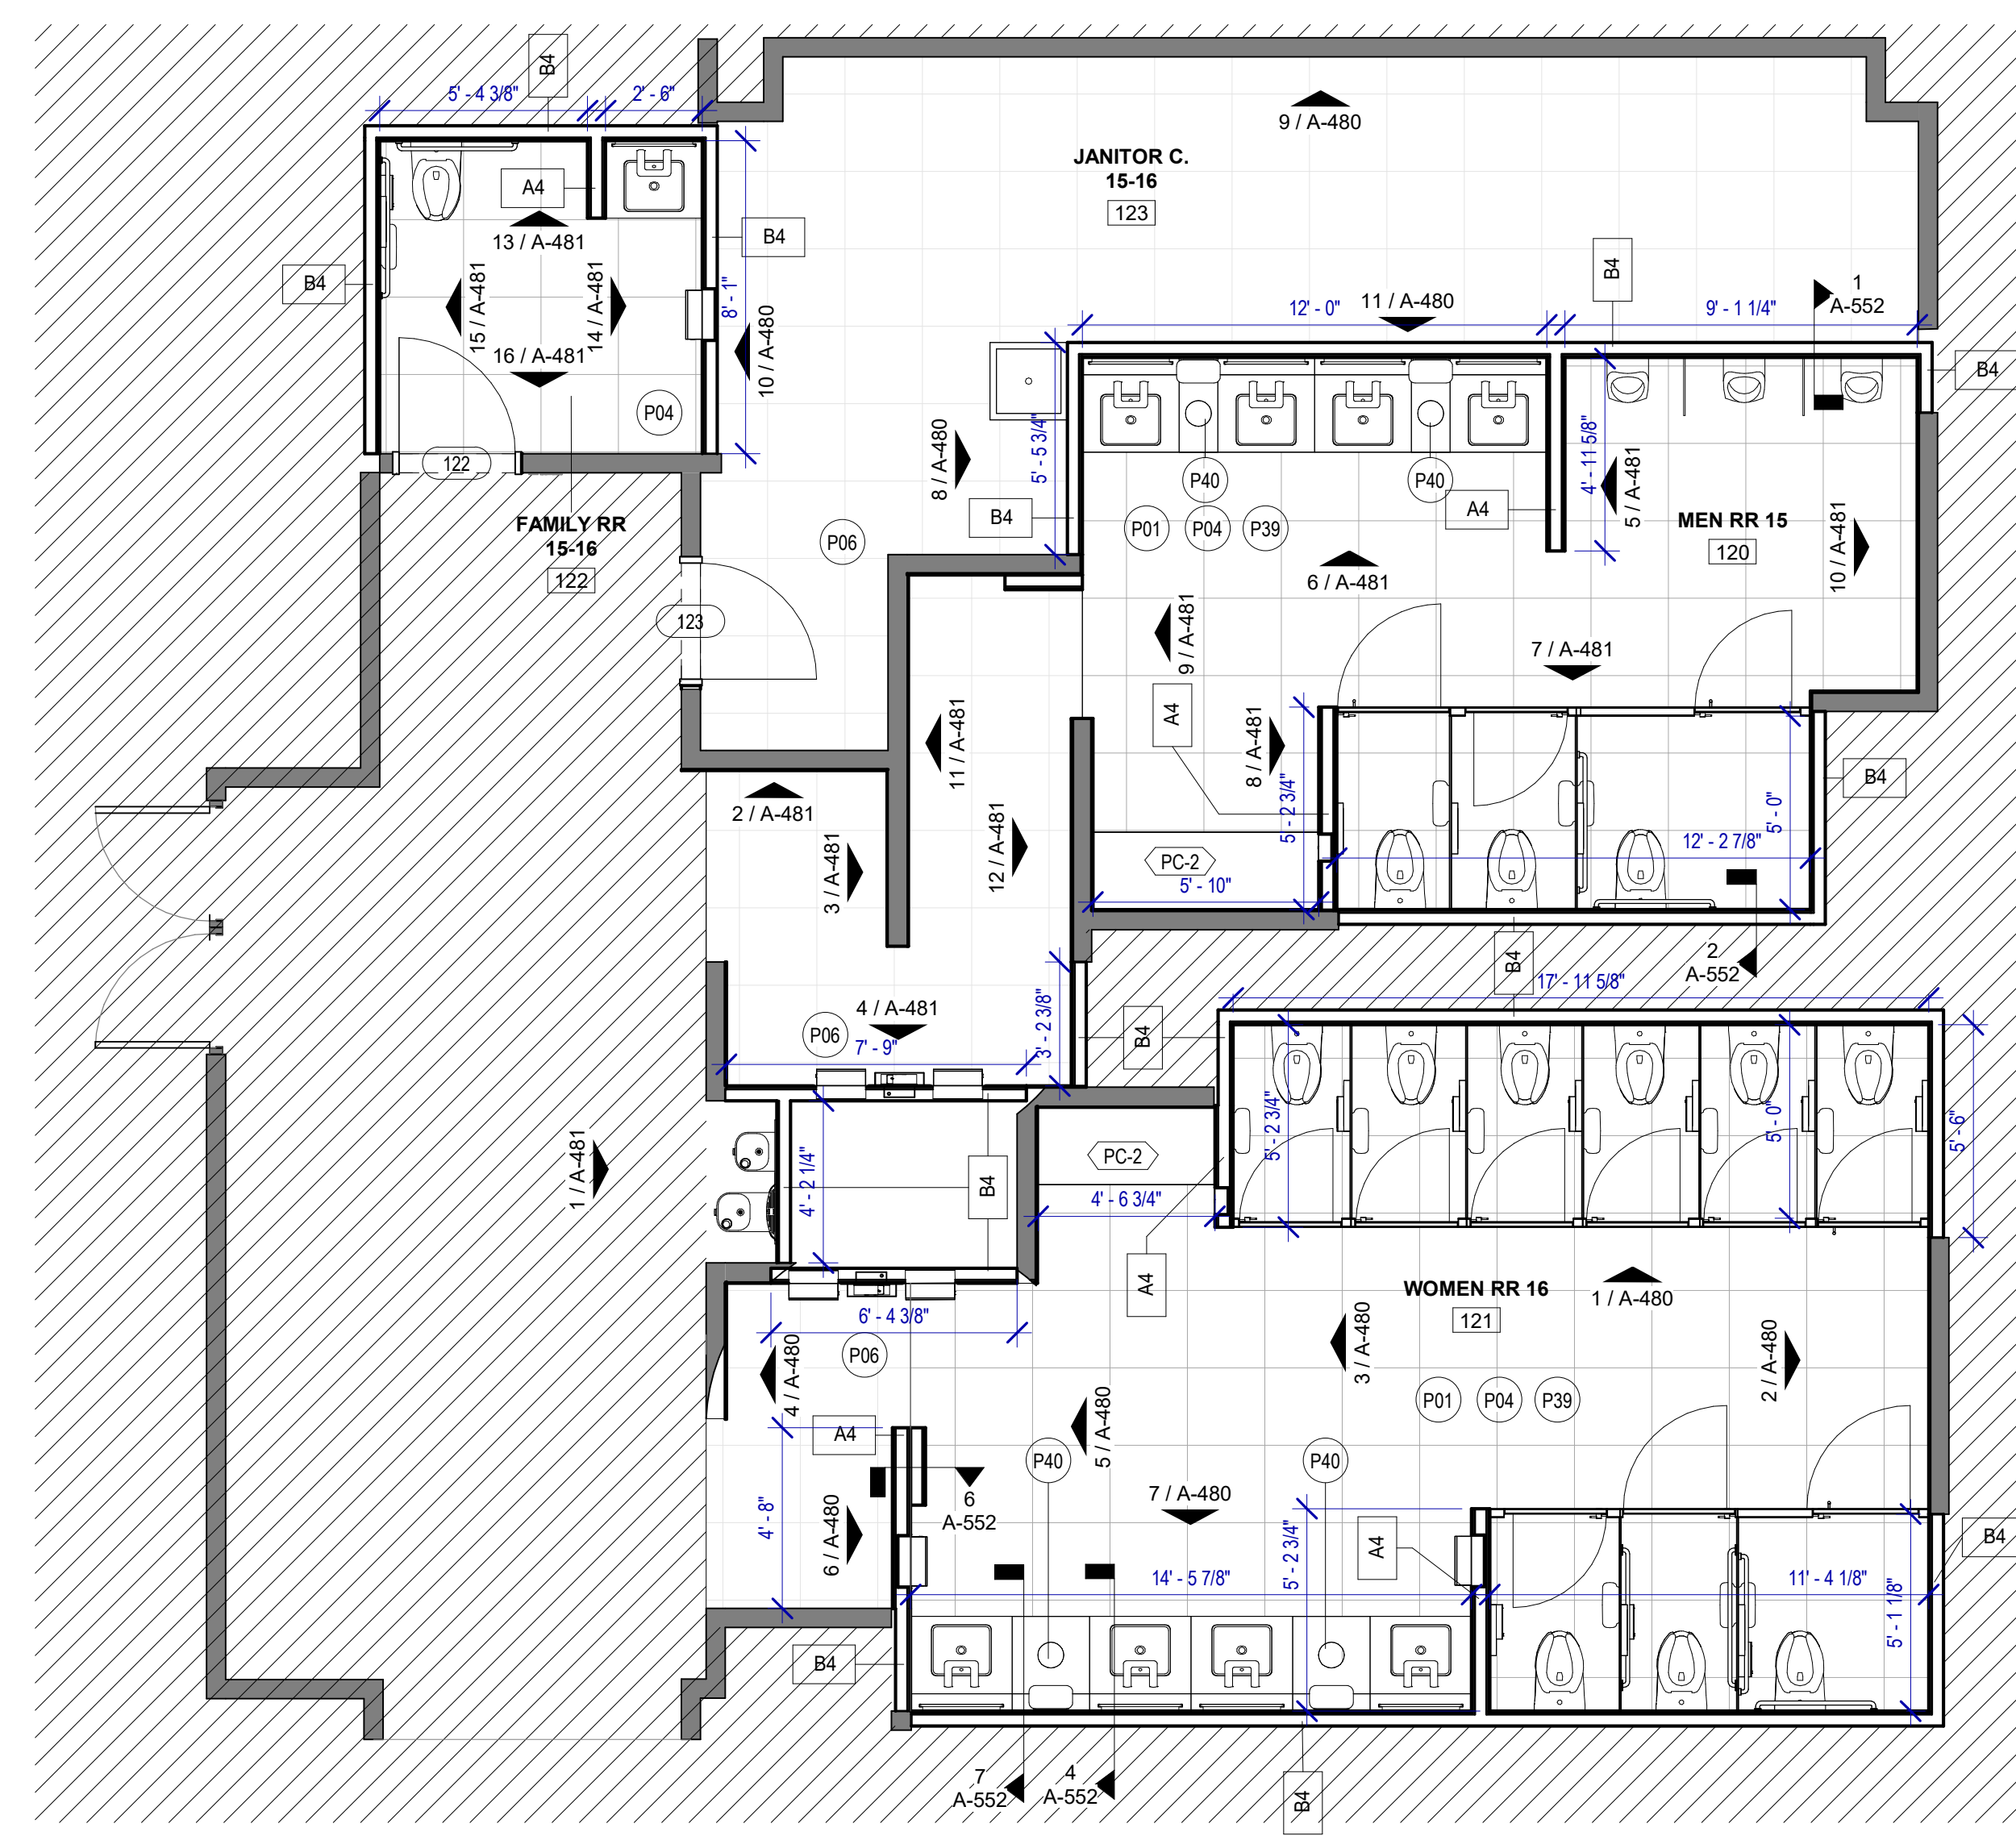 B4
5' - 4 3/8"
2' - 6"
9 / A-480
JANITOR C.
15-16
123
A4
13 / A-481
B4
B4
8' - 1"
15 / A-481
14 / A-481
16 / A-481
10 / A-480
P04
122
B4
1
A-552
12' - 0"
11 / A-480
9' - 1 1/4"
B4
5' - 5 3/4"
8 / A-480
4' - 11 5/8"
5 / A-481
P40
P40
B4
A4
P01
P04
P39
MEN RR 15
120
10 / A-481
FAMILY RR
15-16
122
P06
6 / A-481
123
9 / A-481
7 / A-481
A4
11 / A-481
8 / A-481
B4
2 / A-481
5 - 2 3/4"
5' - 0"
12' - 2 7/8"
3 / A-481
12 / A-481
PC-2
5' - 10"
B4
2
A-552
17' - 11 5/8"
4 / A-481
P06
7' - 9"
3' - 2 3/8"
B4
5' - 2 3/4"
5' - 0"
5' - 6"
1 / A-481
PC-2
4' - 2 1/4"
B4
4' - 6 3/4"
A4
WOMEN RR 16
121
1 / A-480
6' - 4 3/8"
P06
4 / A-480
3 / A-480
2 / A-480
P01
P04
P39
5 / A-480
A4
P40
P40
7 / A-480
6
A-552
4' - 8"
6 / A-480
5' - 2 3/4"
A4
B4
14' - 5 7/8"
11' - 4 1/8"
5' - 1 1/8"
B4
7
A-552
4
A-552
B4